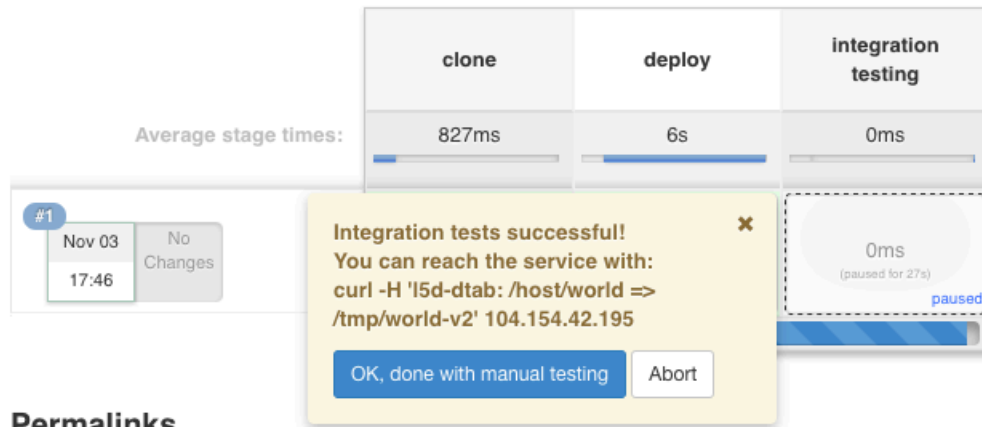 clone
deploy
integration
testing
Average stage times:
827ms
6s
0ms
#1
Nov 03
17:46
No
Changes
Integration tests successful!
You can reach the service with:
curl -H 'l5d-dtab: /host/world =>
/tmp/world-v2' 104.154.42.195
OK, done with manual testing
Abort
0ms
(paused for 27s)
paused
Permalinks